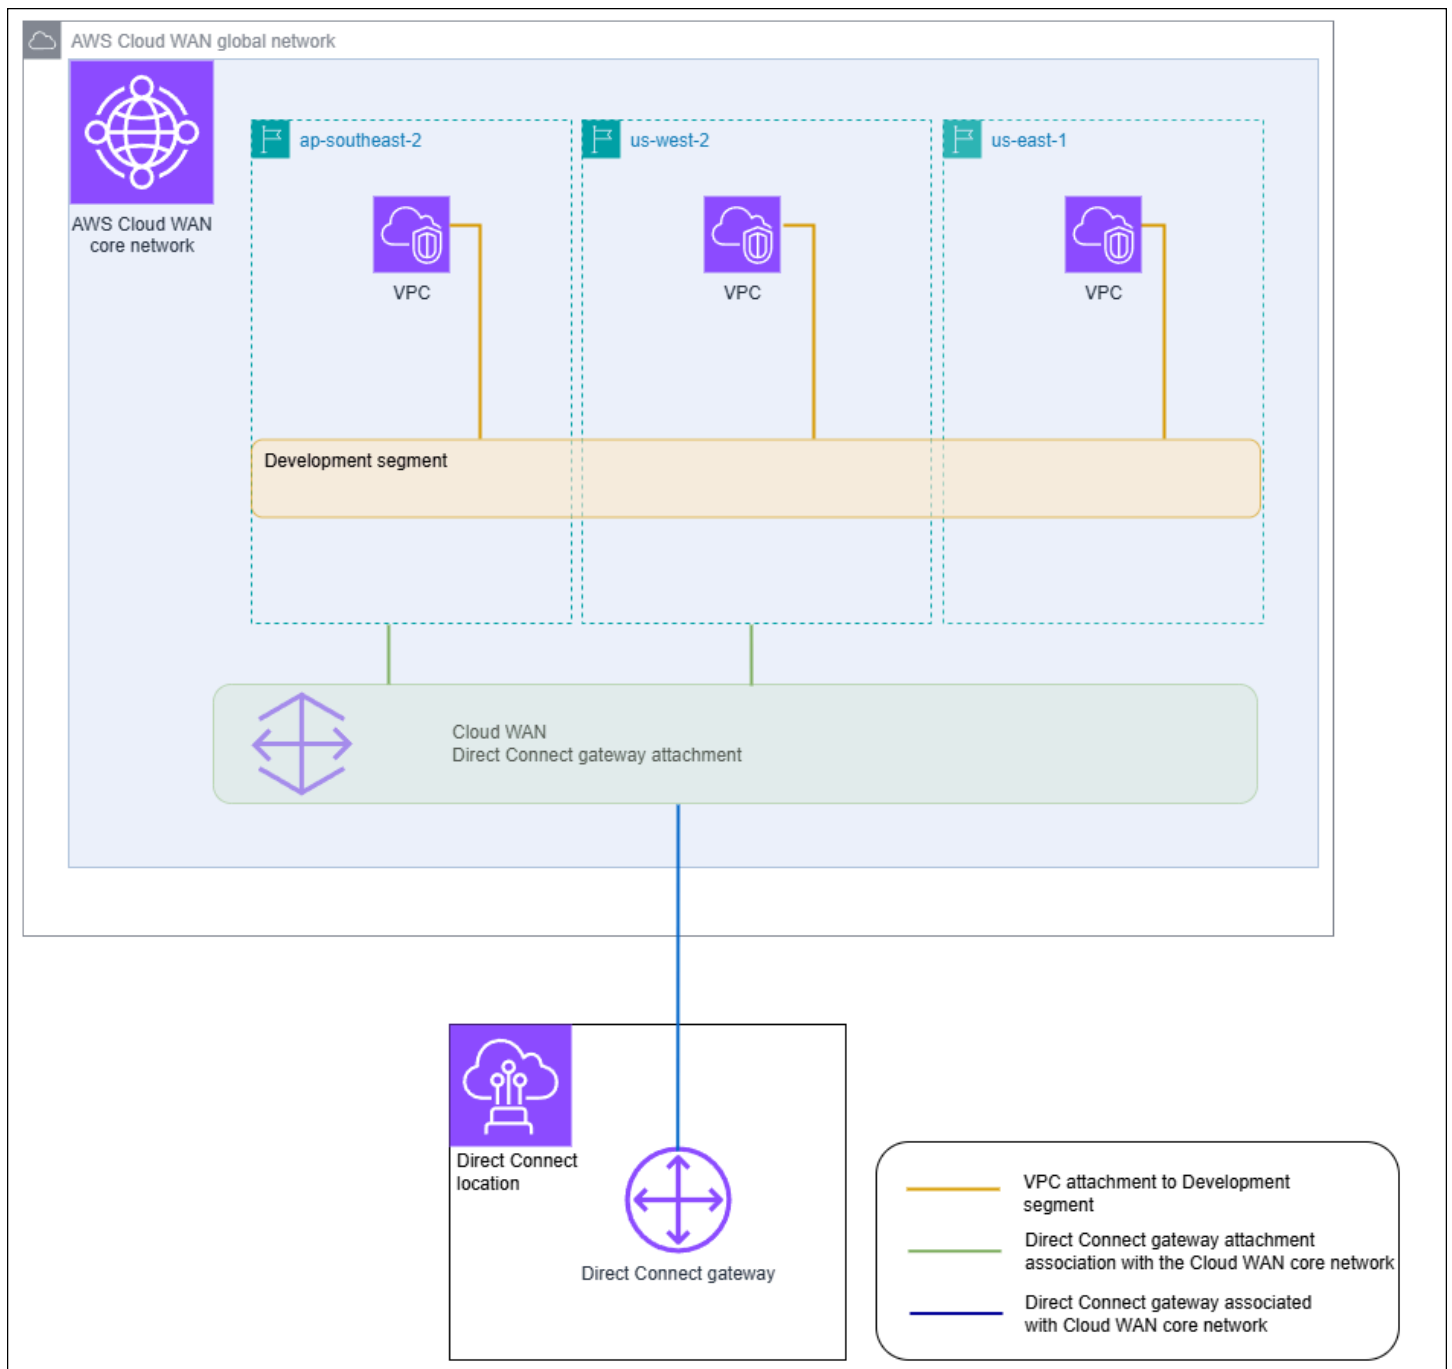 AWS Cloud WAN global network
AWS Cloud WAN
core network
ap-southeast-2
us-west-2
us-east-1
VPC
VPC
VPC
Development segment
Cloud WAN
Direct Connect gateway attachment
Direct Connect
location
Direct Connect gateway
VPC attachment to Development
segment
Direct Connect gateway attachment
association with the Cloud WAN core network
Direct Connect gateway associated
with Cloud WAN core network